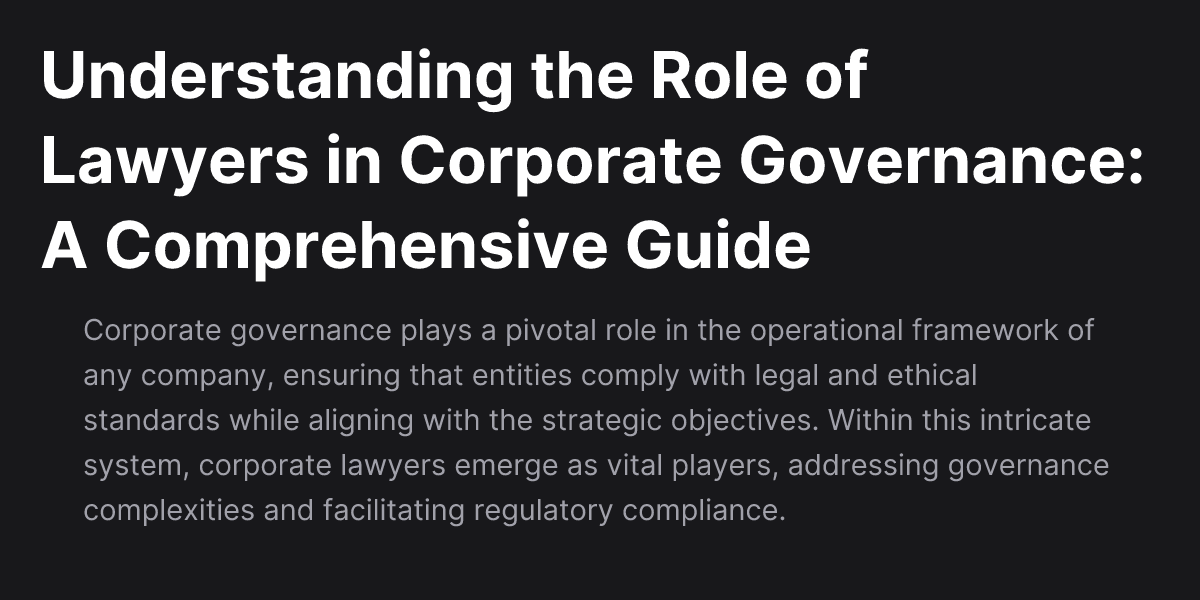 Understanding the Role of
Lawyers in Corporate Governance:
A Comprehensive Guide
Corporate governance plays a pivotal role in the operational framework of
any company, ensuring that entities comply with legal and ethical
standards while aligning with the strategic objectives. Within this intricate
system, corporate lawyers emerge as vital players, addressing governance
complexities and facilitating regulatory compliance.